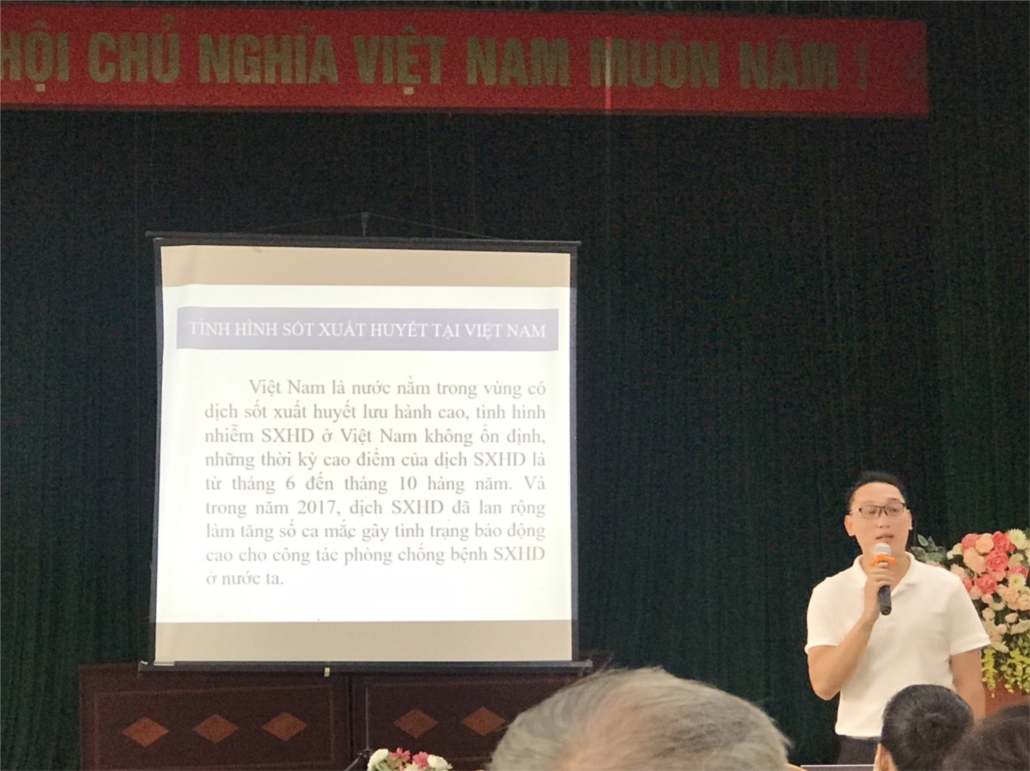 HỘI CHỦ NGHĨA VIỆT NAM MUÔN NĂM !
TÌNH HÌNH SỐT XUẤT HUYẾT TẠI VIỆT NAM
Việt Nam là nước nằm trong vùng có
dịch sốt xuất huyết lưu hành cao, tình hình
nhiễm SXHD ở Việt Nam không ổn định,
những thời kỳ cao điểm của dịch SXHD là
từ tháng 6 đến tháng 10 hàng năm. Và
trong năm 2017, dịch SXHD đã lan rộng
làm tăng số ca mắc gây tình trạng báo động
cao cho công tác phòng chống bệnh SXHD
ở nước ta.